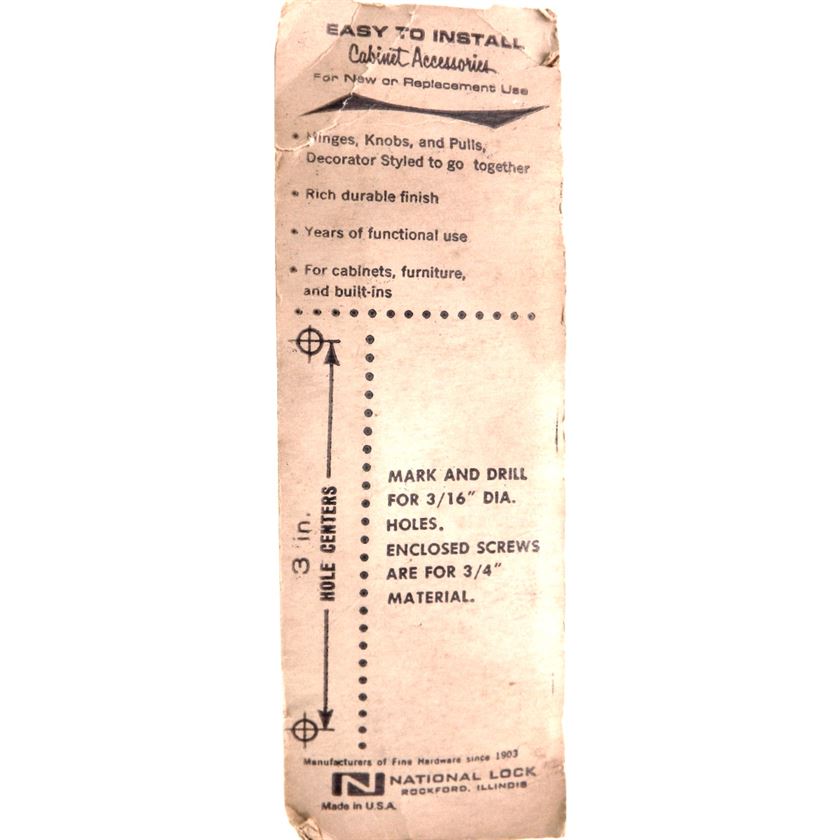 EASY TO INSTALL
Cabinet Accessories
For New or Replacement Use
• Hinges, Knobs, and Pulls,
Decorator Styled to go together
• Rich durable finish
• Years of functional use
• For cabinets, furniture,
and built-ins
3 in.
HOLE CENTERS
MARK AND DRILL
FOR 3/16" DIA.
HOLES.
ENCLOSED SCREWS
ARE FOR 3/4"
MATERIAL.
Manufacturers of Fine Hardware since 1903
N NATIONAL LOCK
ROCKFORD, ILLINOIS
Made in U.S.A.